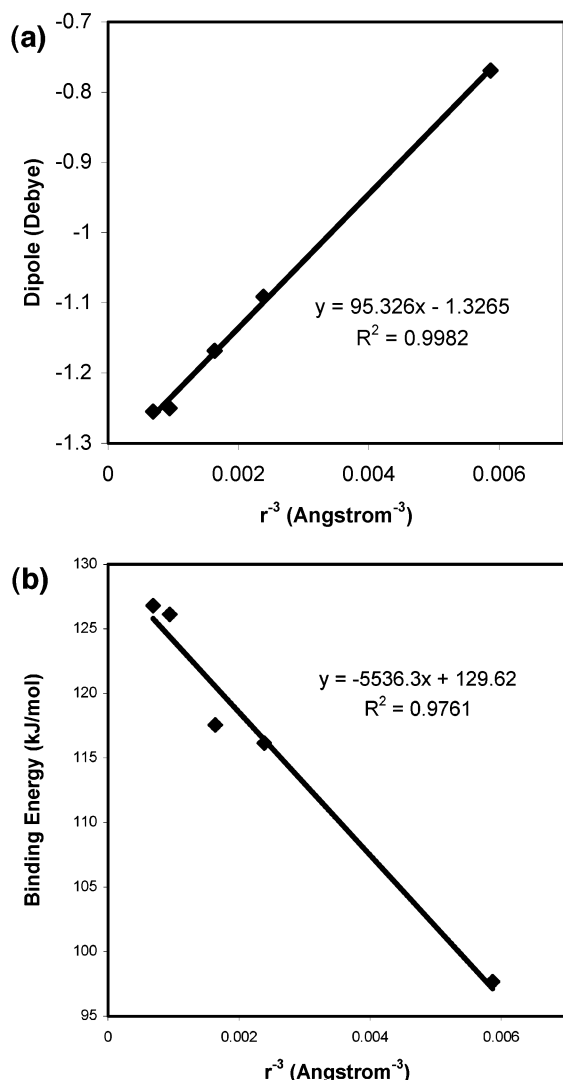 (a)
-0.7
-0.8
-0.9
-1
-1.1
-1.2
-1.3
Dipole (Debye)
y = 95.326x - 1.3265
R² = 0.9982
0 0.002 0.004 0.006
r⁻³ (Angstrom⁻³)
(b)
130
125
120
115
110
105
100
95
Binding Energy (kJ/mol)
y = -5536.3x + 129.62
R² = 0.9761
0 0.002 0.004 0.006
r⁻³ (Angstrom⁻³)